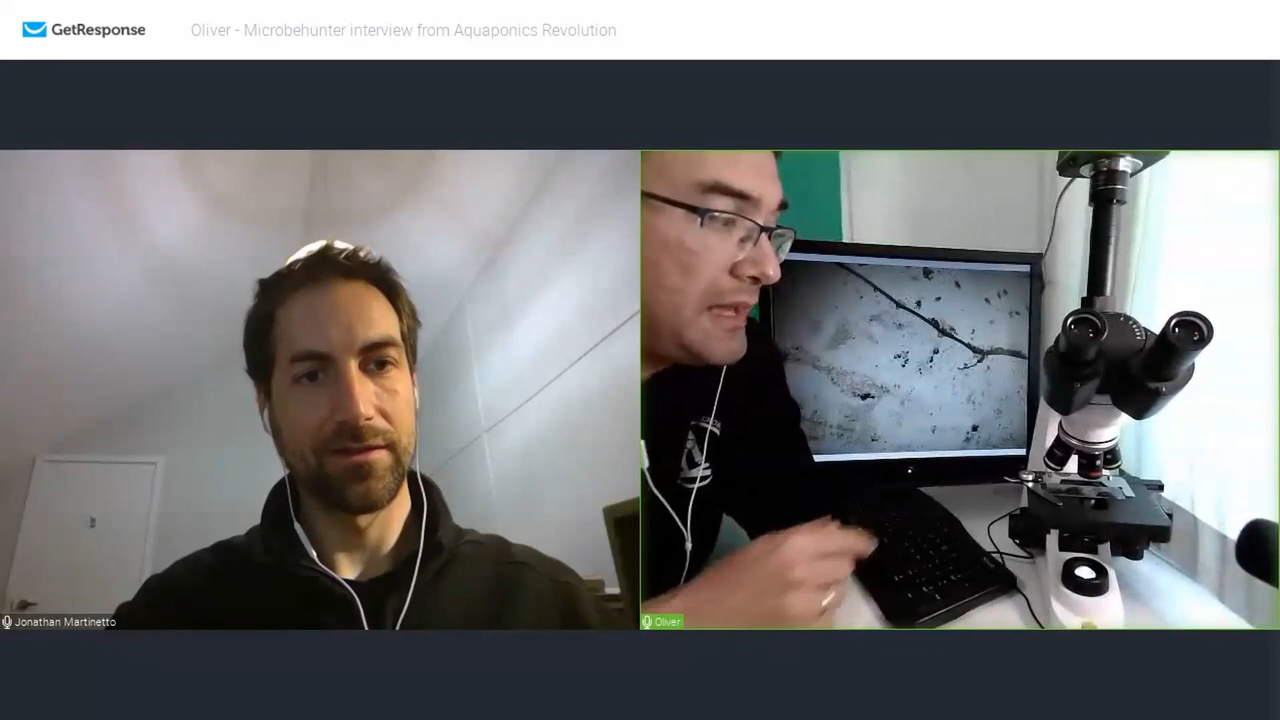 GetResponse
Oliver - Microbehunter interview from Aquaponics Revolution
Jonathan Martinetto
Oliver